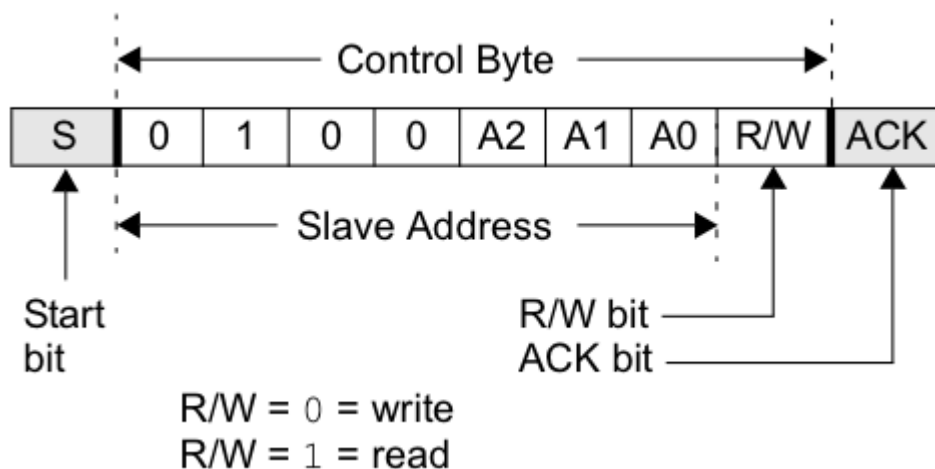 Control Byte
S 0 1 0 0 A2 A1 A0 R/W ACK
Slave Address
Start
bit
R/W bit
ACK bit
R/W = 0 = write
R/W = 1 = read